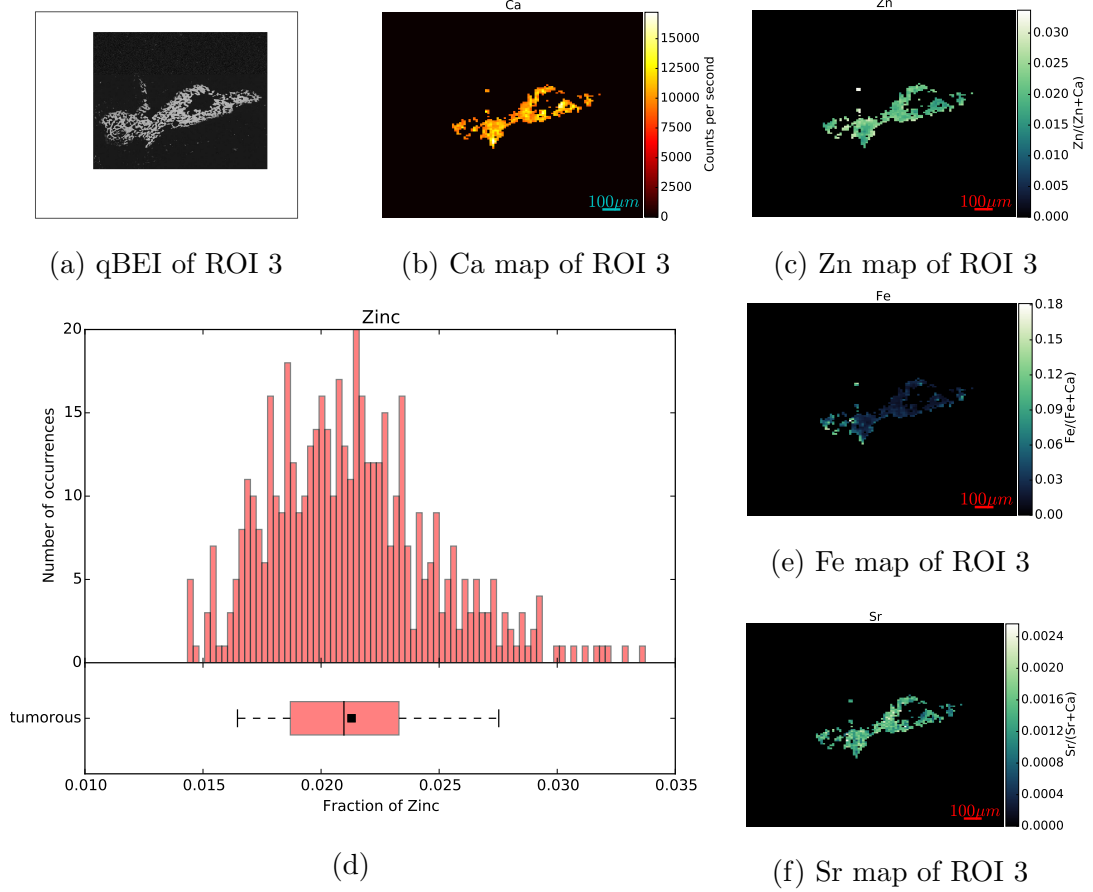 Ca
15000
12500
10000
7500
5000
2500
0
Counts per second
100μm
Zn
0.030
0.025
0.020
0.015
0.010
0.005
0.000
Zn/(Zn+Ca)
100μm
(a) qBEI of ROI 3
(b) Ca map of ROI 3
(c) Zn map of ROI 3
Zinc
20
15
10
5
0
Number of occurrences
tumorous
0.010
0.015
0.020
0.025
0.030
0.035
Fraction of Zinc
(d)
Fe
0.18
0.15
0.12
0.09
0.06
0.03
0.00
Fe/(Fe+Ca)
100μm
(e) Fe map of ROI 3
Sr
0.0024
0.0020
0.0016
0.0012
0.0008
0.0004
0.0000
Sr/(Sr+Ca)
100μm
(f) Sr map of ROI 3